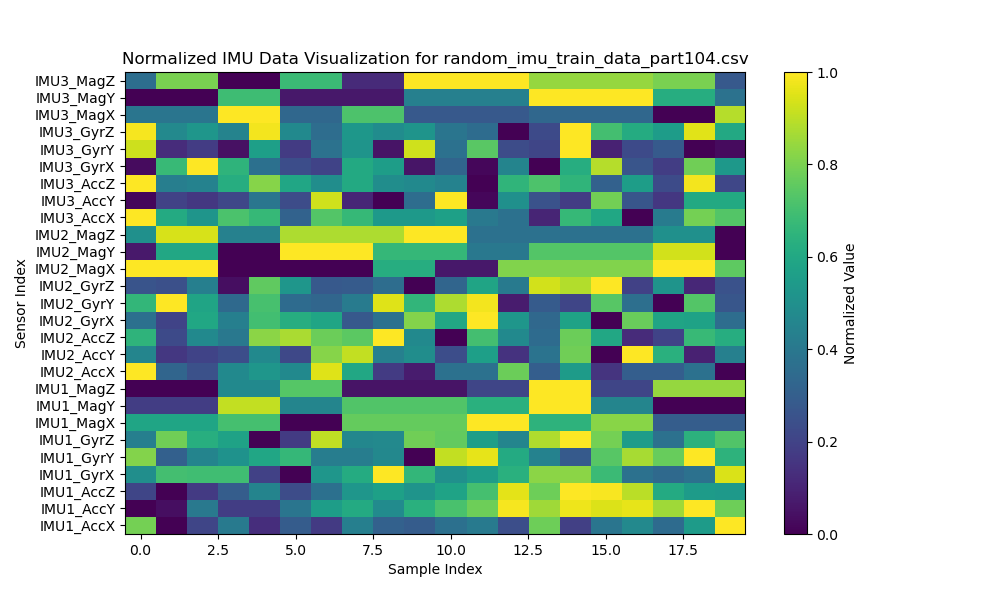 Normalized IMU Data Visualization for random_imu_train_data_part104.csv
IMU3_MagZ
IMU3_MagY
IMU3_MagX
IMU3_GyrZ
IMU3_GyrY
IMU3_GyrX
IMU3_AccZ
IMU3_AccY
IMU3_AccX
IMU2_MagZ
IMU2_MagY
IMU2_MagX
IMU2_GyrZ
IMU2_GyrY
IMU2_GyrX
IMU2_AccZ
IMU2_AccY
IMU2_AccX
IMU1_MagZ
IMU1_MagY
IMU1_MagX
IMU1_GyrZ
IMU1_GyrY
IMU1_GyrX
IMU1_AccZ
IMU1_AccY
IMU1_AccX
Sensor Index
0.0 2.5 5.0 7.5 10.0 12.5 15.0 17.5
Sample Index
1.0
0.8
0.6
0.4
0.2
0.0
Normalized Value